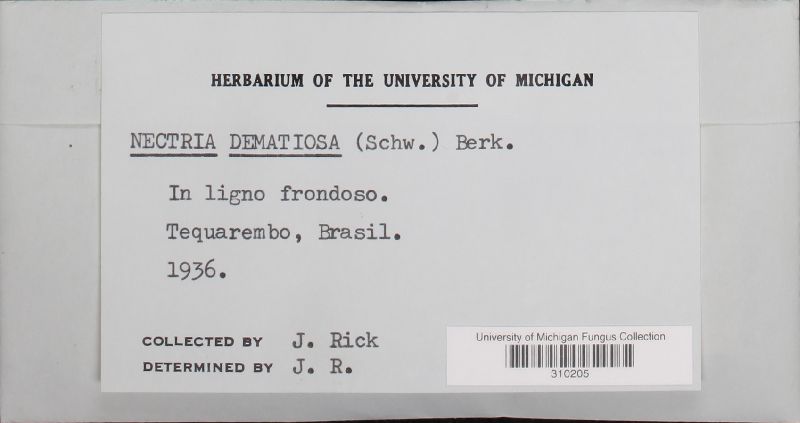 HERBARIUM OF THE UNIVERSITY OF MICHIGAN
NECTRIA DEMATIOSA (Schw.) Berk.
In ligno frondoso.
Tequarembo, Brasil.
1936.
COLLECTED BY J. Rick
DETERMINED BY J. R.
University of Michigan Fungus Collection
310205